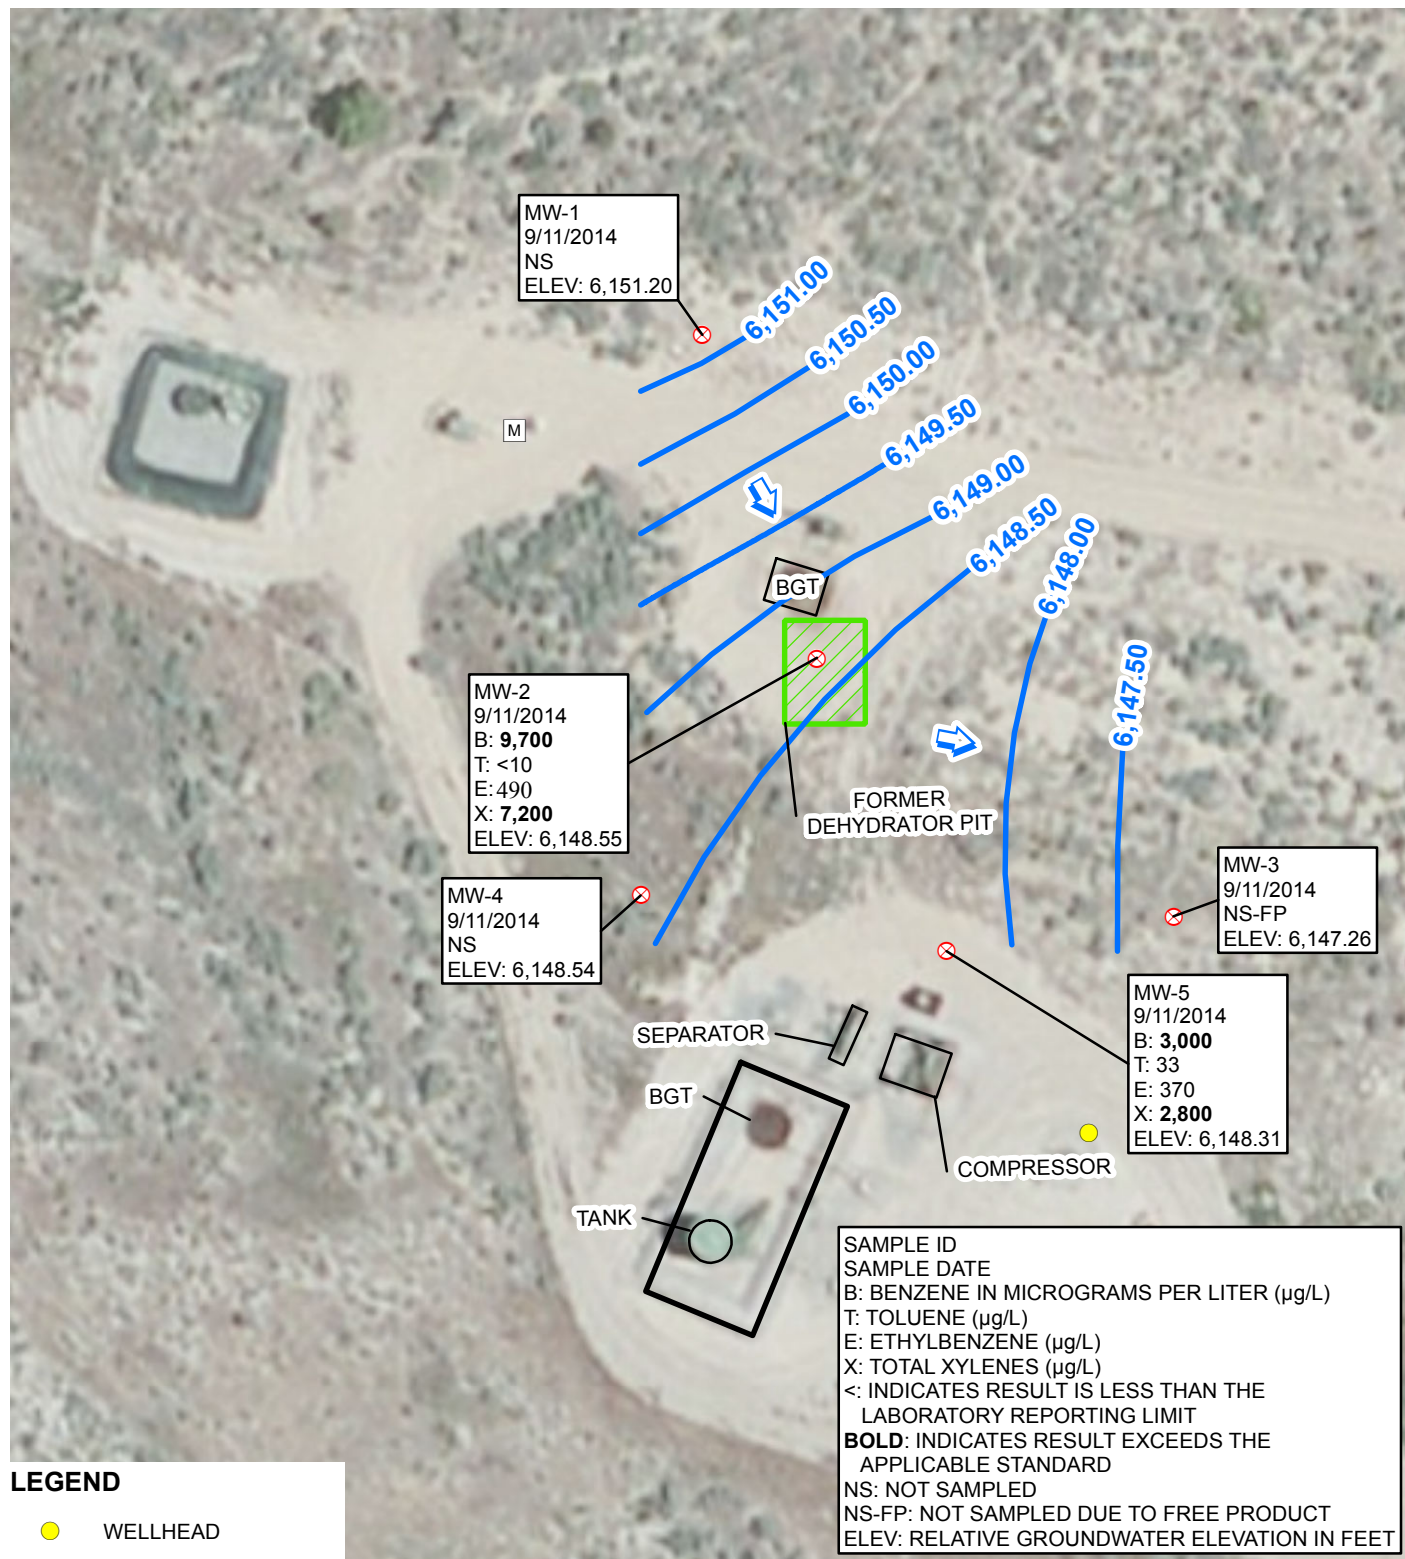 MW-1
9/11/2014
NS
ELEV: 6,151.20
6,151.00
6,150.50
6,150.00
6,149.50
6,149.00
6,148.50
6,148.00
6,147.50
M
BGT
MW-2
9/11/2014
B: 9,700
T: <10
E: 490
X: 7,200
ELEV: 6,148.55
FORMER
DEHYDRATOR PIT
MW-4
9/11/2014
NS
ELEV: 6,148.54
MW-3
9/11/2014
NS-FP
ELEV: 6,147.26
MW-5
9/11/2014
B: 3,000
T: 33
E: 370
X: 2,800
ELEV: 6,148.31
SEPARATOR
BGT
COMPRESSOR
TANK
SAMPLE ID
SAMPLE DATE
B: BENZENE IN MICROGRAMS PER LITER (µg/L)
T: TOLUENE (µg/L)
E: ETHYLBENZENE (µg/L)
X: TOTAL XYLENES (µg/L)
<: INDICATES RESULT IS LESS THAN THE
LABORATORY REPORTING LIMIT
BOLD: INDICATES RESULT EXCEEDS THE
APPLICABLE STANDARD
NS: NOT SAMPLED
NS-FP: NOT SAMPLED DUE TO FREE PRODUCT
ELEV: RELATIVE GROUNDWATER ELEVATION IN FEET
LEGEND
WELLHEAD